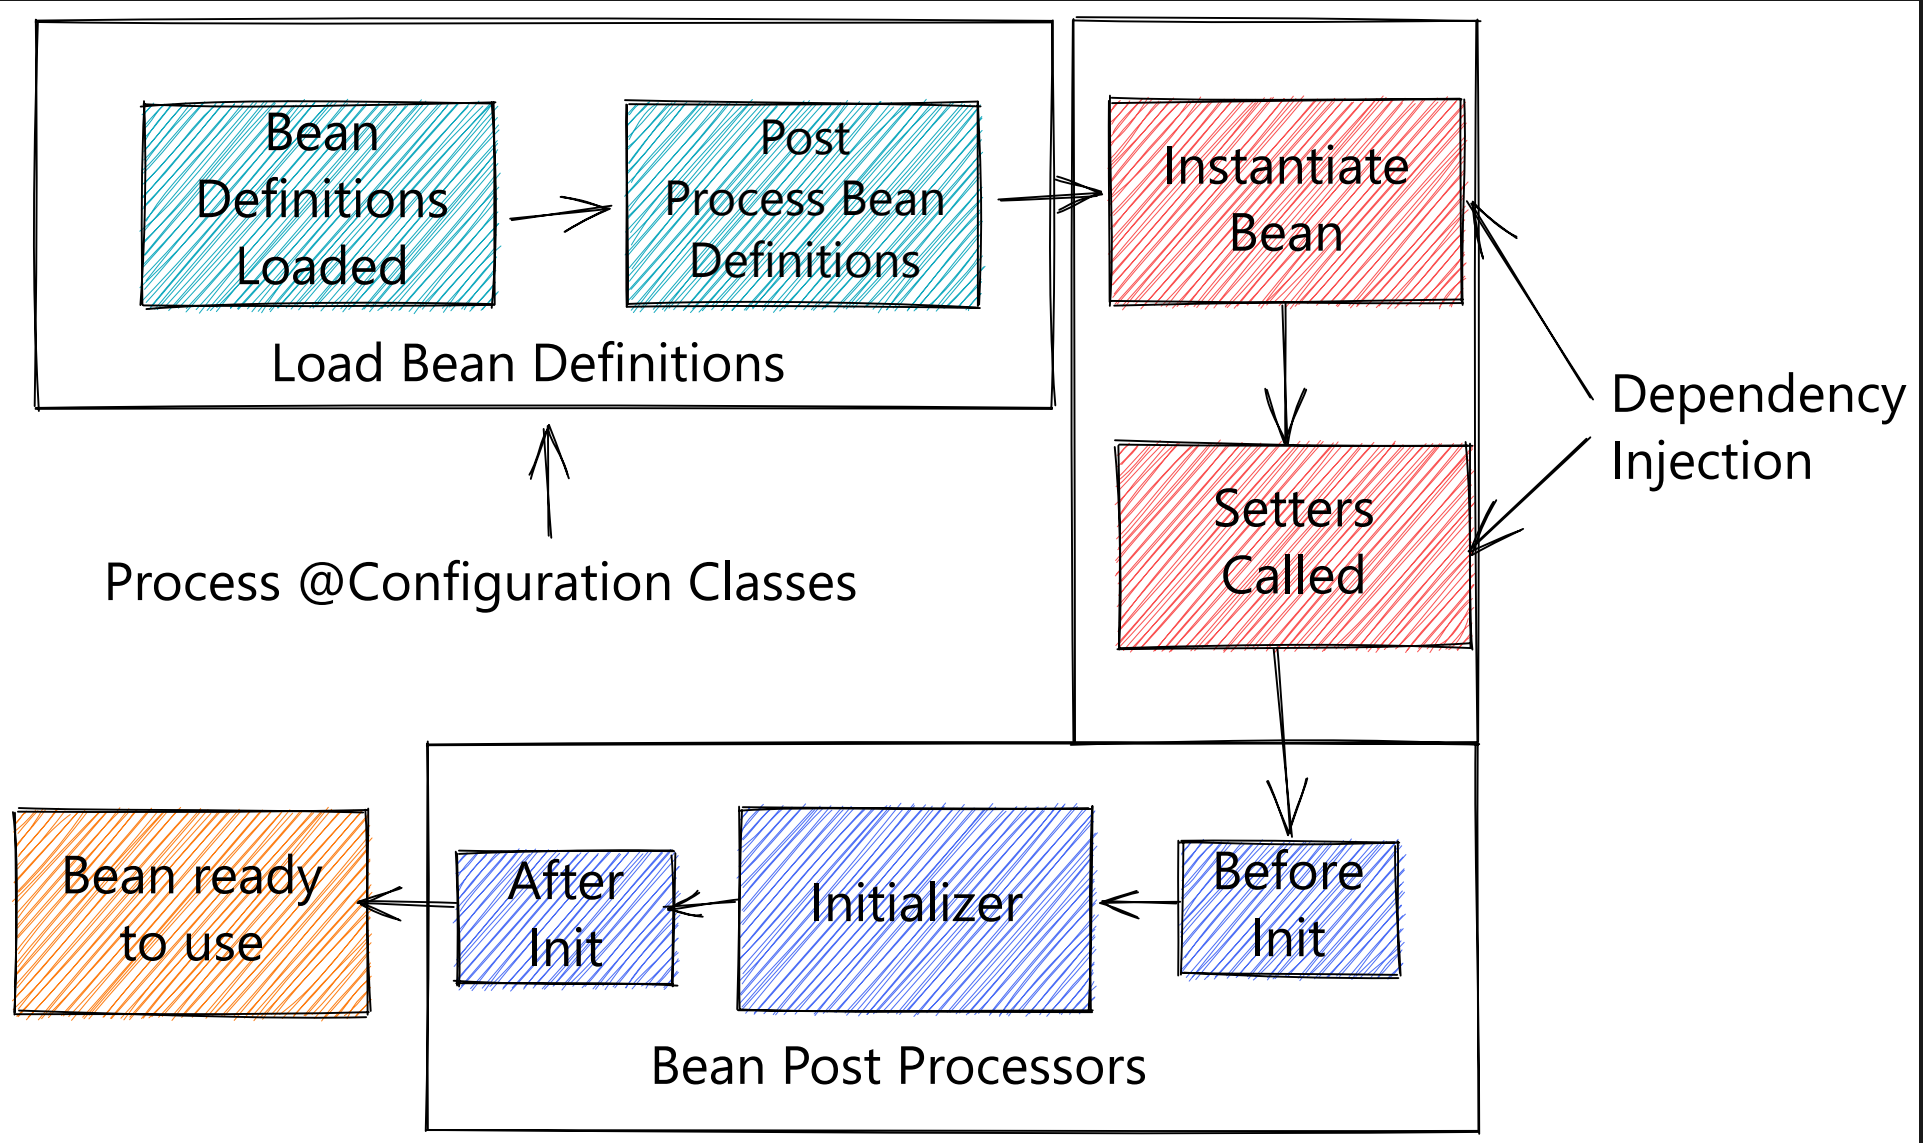 Bean
Definitions
Loaded
Post
Process Bean
Definitions
Load Bean Definitions
Process @Configuration Classes
Instantiate
Bean
Setters
Called
Dependency
Injection
Before
Init
Initializer
After
Init
Bean Post Processors
Bean ready
to use